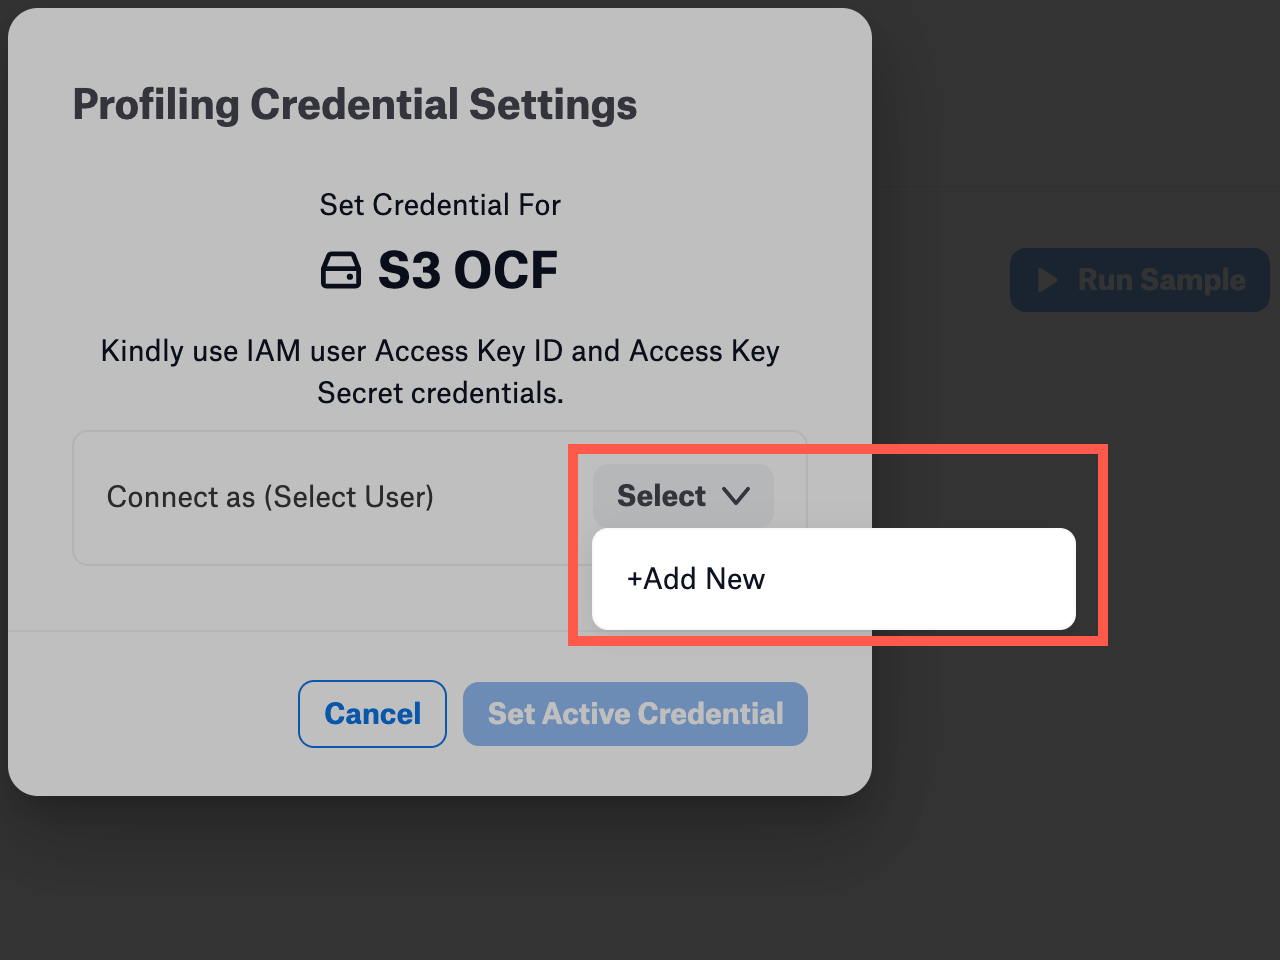 Profiling Credential Settings
Set Credential For
S3 OCF
Run Sample
Kindly use IAM user Access Key ID and Access Key
Secret credentials.
Connect as (Select User)
Select
+Add New
Cancel
Set Active Credential